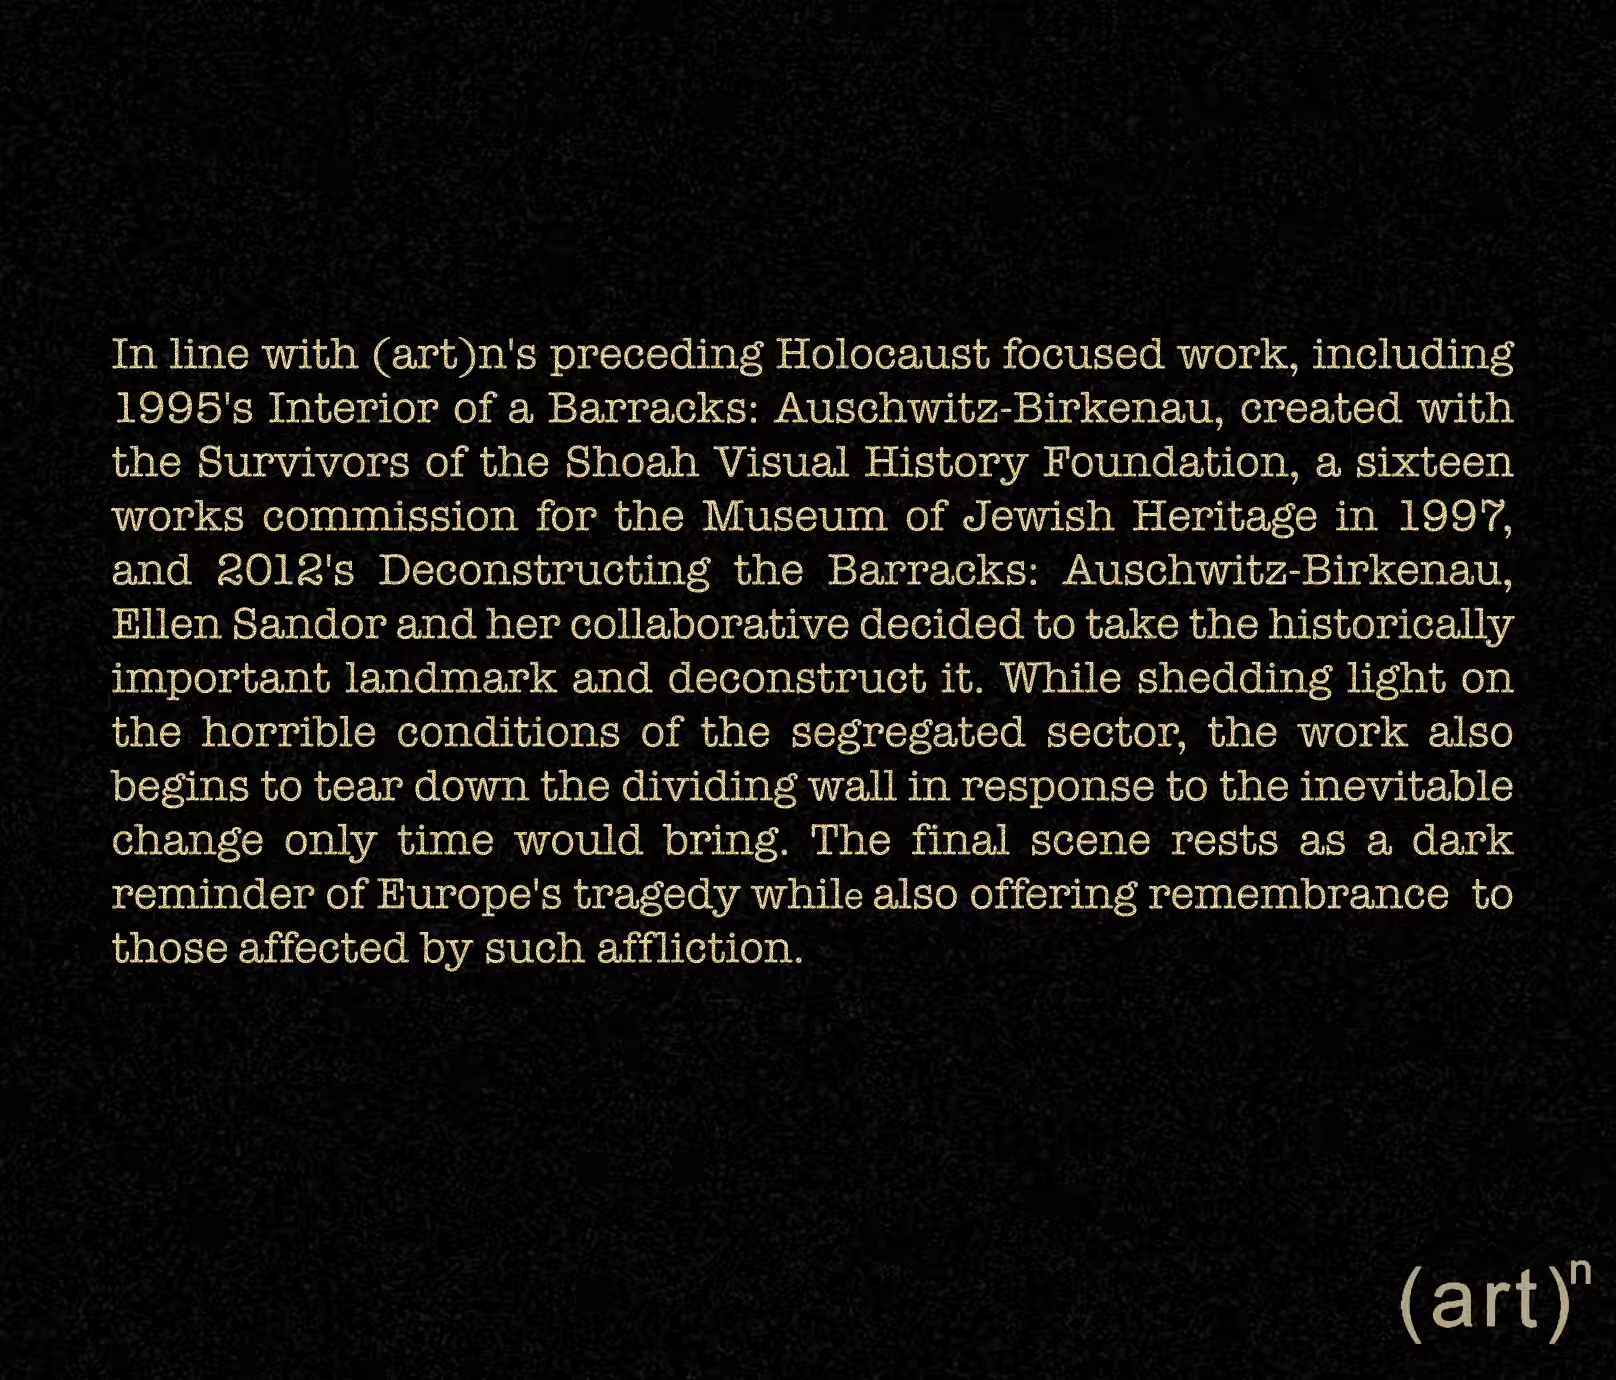 In line with (art)n's preceding Holocaust focused work, including
1995's Interior of a Barracks: Auschwitz-Birkenau, created with
the Survivors of the Shoah Visual History Foundation, a sixteen
works commission for the Museum of Jewish Heritage in 1997,
and 2012's Deconstructing the Barracks: Auschwitz-Birkenau,
Ellen Sandor and her collaborative decided to take the historically
important landmark and deconstruct it. While shedding light on
the horrible conditions of the segregated sector, the work also
begins to tear down the dividing wall in response to the inevitable
change only time would bring. The final scene rests as a dark
reminder of Europe's tragedy while also offering remembrance to
those affected by such affliction.
(art)ⁿ